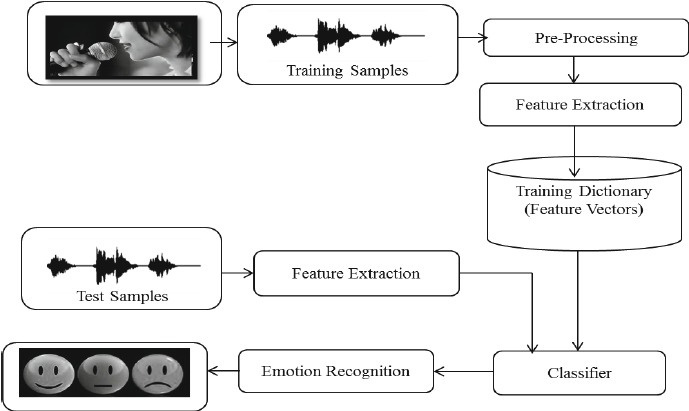 Training Samples
Pre-Processing
Feature Extraction
Training Dictionary
(Feature Vectors)
Test Samples
Feature Extraction
Emotion Recognition
Classifier